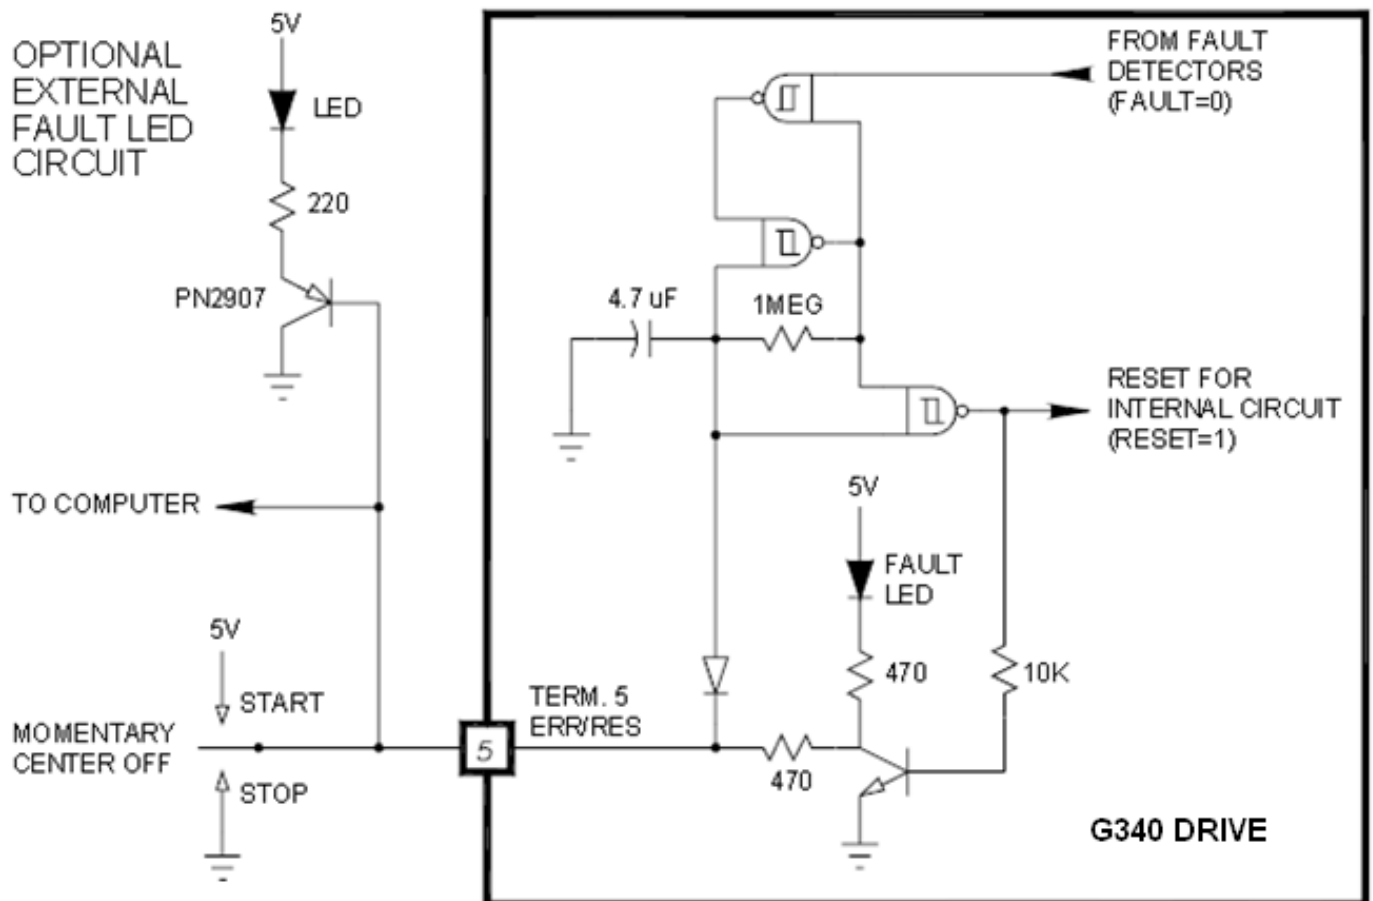 OPTIONAL
EXTERNAL
FAULT LED
CIRCUIT
5V
LED
220
PN2907
TO COMPUTER
5V
START
MOMENTARY
CENTER OFF
STOP
5
TERM. 5
ERR/RES
FROM FAULT
DETECTORS
(FAULT=0)
4.7 uF
1MEG
RESET FOR
INTERNAL CIRCUIT
(RESET=1)
5V
FAULT
LED
470
10K
470
G340 DRIVE